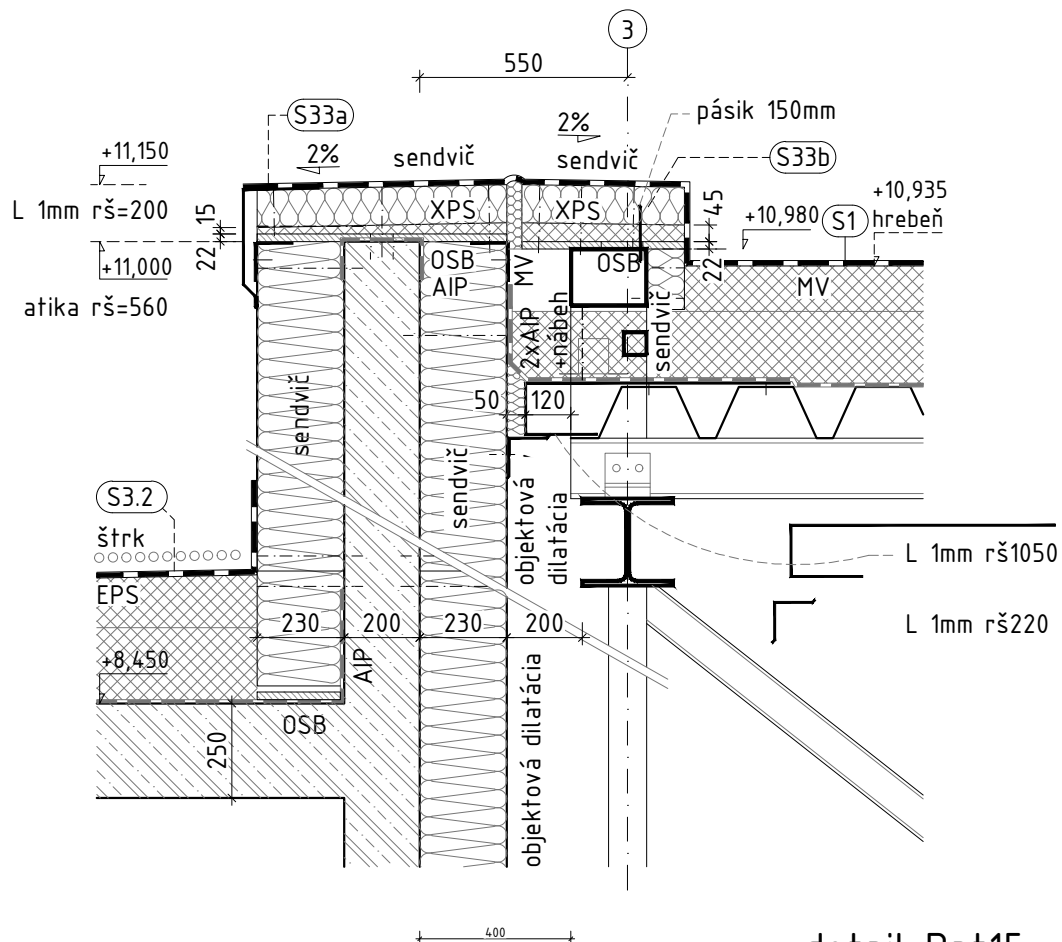 3
550
pásik 150mm
S33a
2%
S33b
+11,150
2%
sendvič
sendvič
+10,935
L 1mm rš=200
15
XPS
XPS
45
+10,980
S1
hrebeň
22
+11,000
OSB
AIP
MV
OSB
22
MV
atika rš=560
2xAIP
+nábeh
sendvič
sendvič
50
120
S3.2
sendvič
objektová
dilatácia
štrk
L 1mm rš1050
EPS
230
200
230
200
L 1mm rš220
+8,450
AIP
OSB
250
objektová dilatácia
400